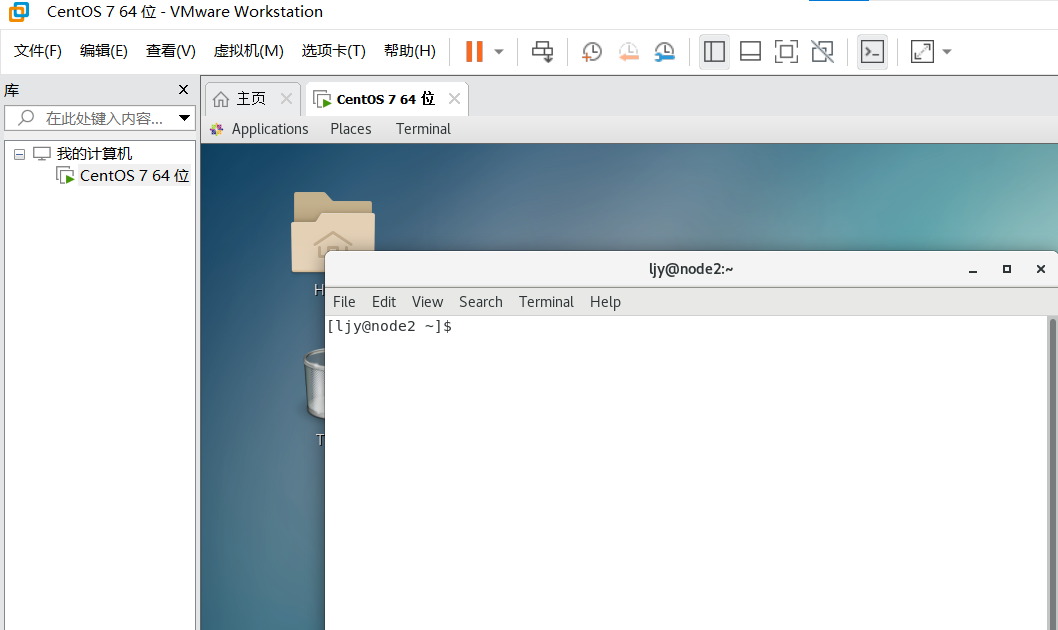 CentOS 7 64 位 - VMware Workstation
文件(F) 编辑(E) 查看(V) 虚拟机(M) 选项卡(T) 帮助(H)
库
在此处键入内容...
我的计算机
CentOS 7 64 位
主页
CentOS 7 64 位
Applications Places Terminal
ljy@node2:~
File Edit View Search Terminal Help
[ljy@node2 ~]$